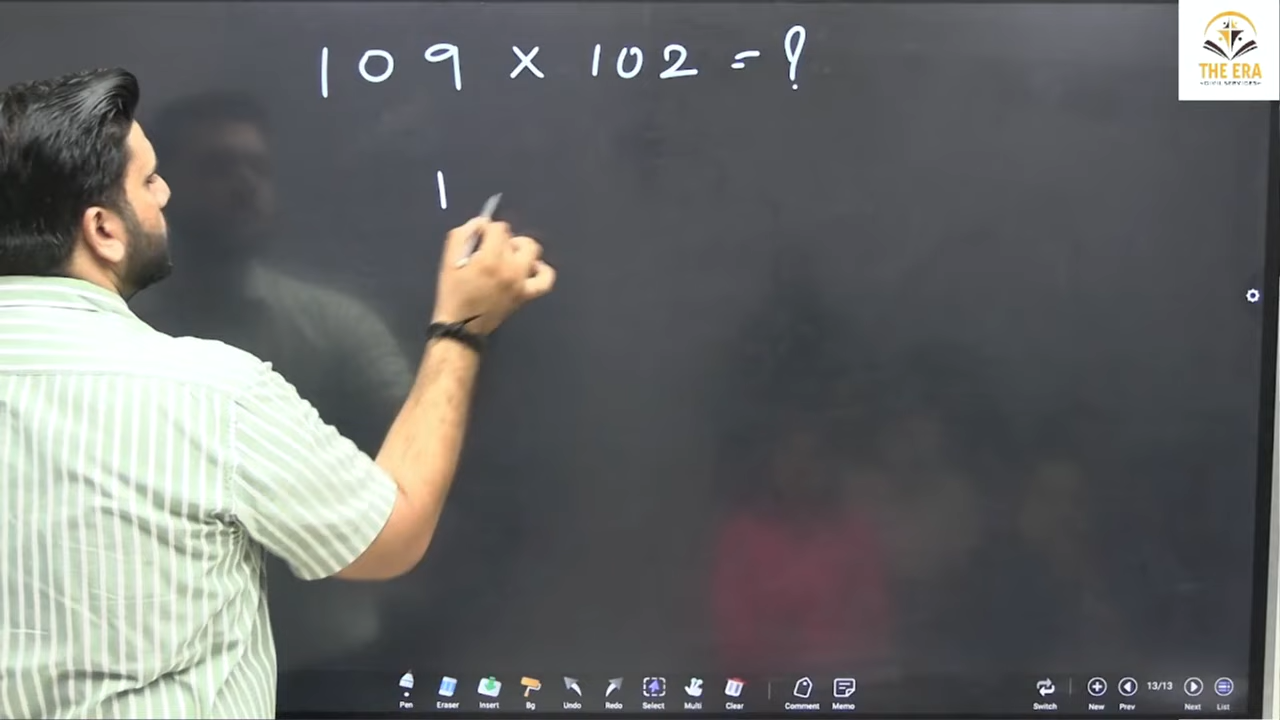 109 × 102 = ?
1
THE ERA
Pen Eraser Insert Bg Undo Redo Select Multi Clear Comment Memo Switch New Prev 13/13 Next List